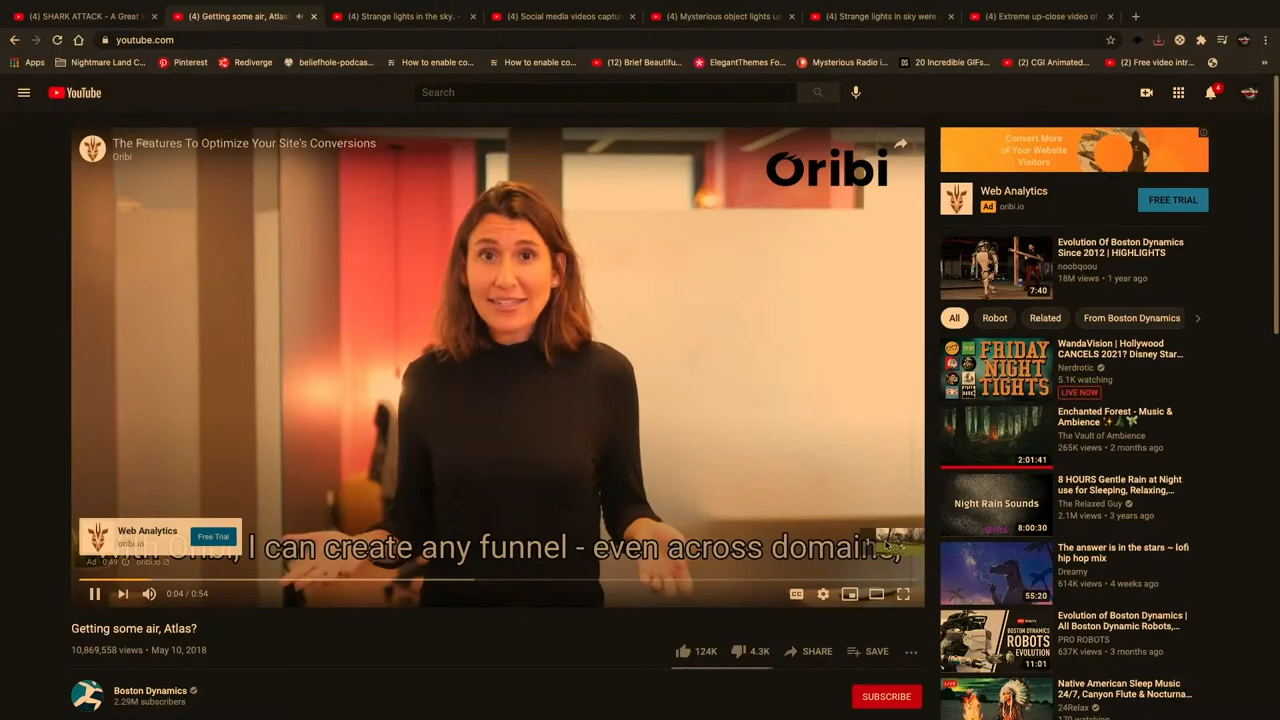 (4) SHARK ATTACK - A Great
(4) Getting some air, Atlas?
(4) Strange lights in the sky. -
(4) Social media videos captur
(4) Mysterious object lights up
(4) Strange lights in sky were
(4) Extreme up-close video of
youtube.com
Apps
Nightmare Land C...
Pinterest
Rediverge
beliefhole-podcas...
How to enable co...
How to enable co...
(12) Brief Beautifu...
ElegantThemes Fo...
Mysterious Radio i...
20 Incredible GIFs...
(2) CGI Animated...
(2) Free video intr...
YouTube
Search
4
The Features To Optimize Your Site's Conversions
Oribi
Oribi
Web Analytics
oribi.io
Free Trial
Oribi, I can create any funnel - even across domain
Ad · 0:49
oribi.io
0:04 / 0:54
Getting some air, Atlas?
10,869,558 views • May 10, 2018
124K
4.3K
SHARE
SAVE
Boston Dynamics
2.29M subscribers
SUBSCRIBE
Convert More
of Your Website
Visitors
Web Analytics
Ad oribi.io
FREE TRIAL
Evolution Of Boston Dynamics
Since 2012 | HIGHLIGHTS
noobqoou
18M views • 1 year ago
7:40
All
Robot
Related
From Boston Dynamics
FRIDAY
NIGHT
TIGHTS
WandaVision | Hollywood
CANCELS 2021? Disney Star...
Nerdrotic
5.1K watching
LIVE NOW
Enchanted Forest - Music &
Ambience ✨🌲🌿
The Vault of Ambience
265K views • 2 months ago
2:01:41
Night Rain Sounds
8 HOURS Gentle Rain at Night
use for Sleeping, Relaxing,...
The Relaxed Guy
2.1M views • 3 years ago
8:00:30
The answer is in the stars ~ lofi
hip hop mix
Dreamy
614K views • 4 weeks ago
55:20
BOSTON
DYNAMICS
ROBOTS
EVOLUTION
11:01
Evolution of Boston Dynamics |
All Boston Dynamic Robots,...
PRO ROBOTS
637K views • 3 months ago
LIVE
Native American Sleep Music
24/7, Canyon Flute & Nocturna...
24Relax